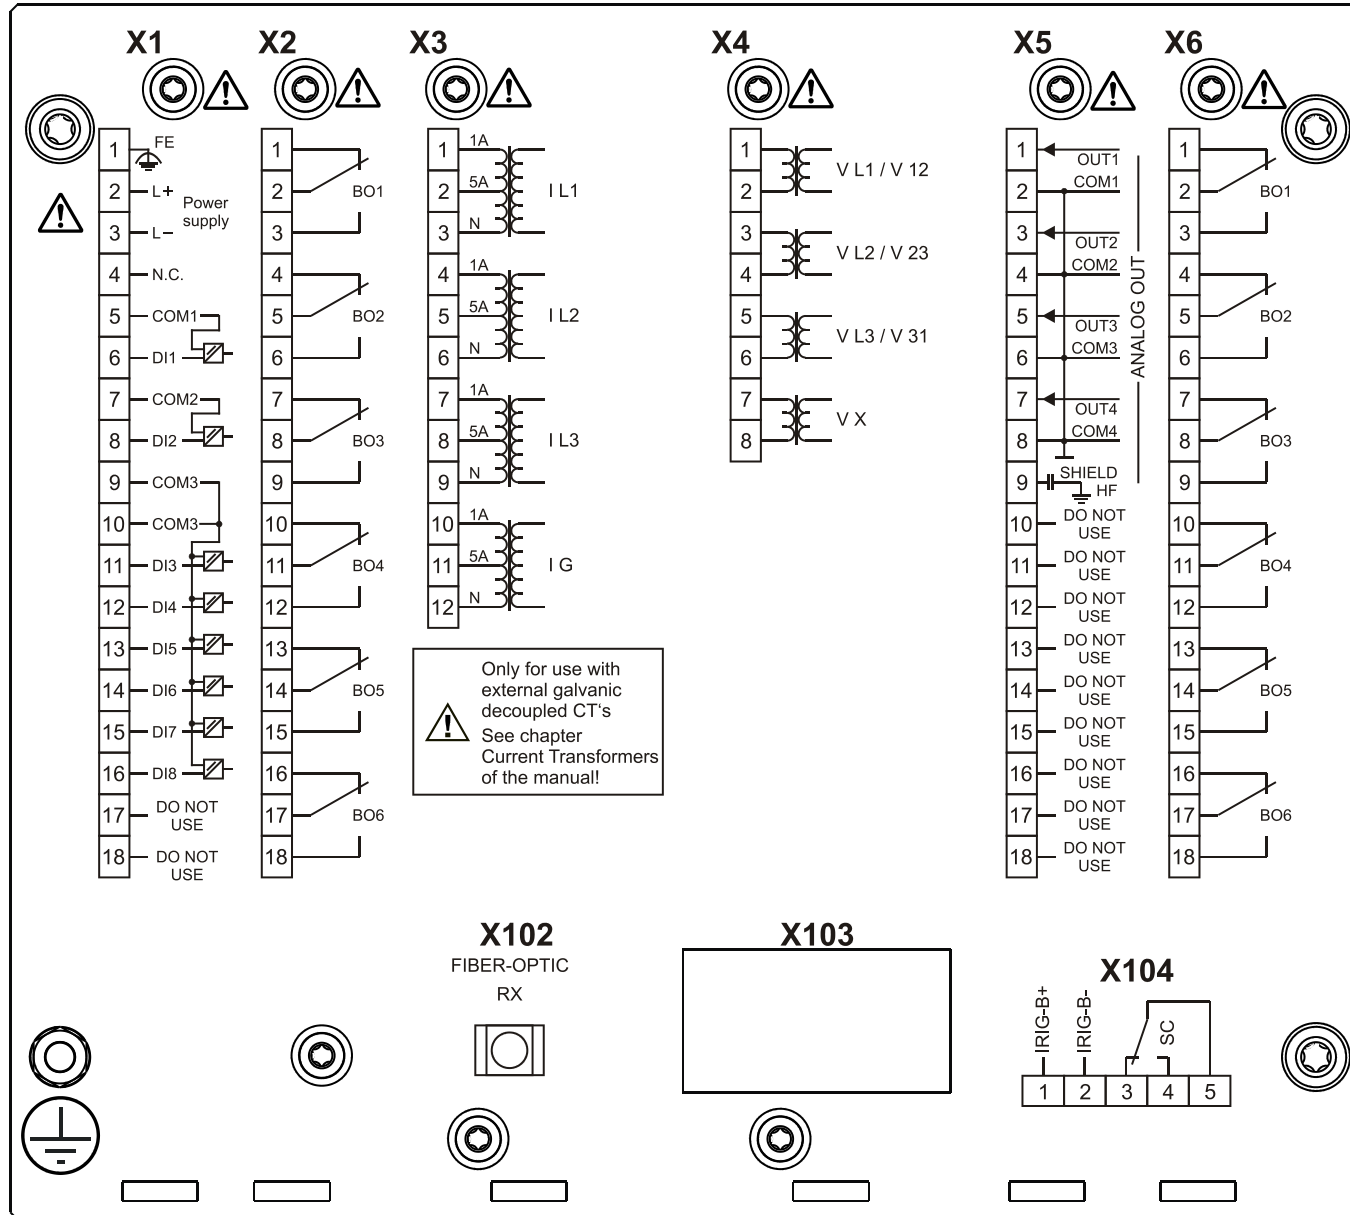 X1
X2
X3
X4
X5
X6
1
FE
2
L+
Power
supply
3
L−
4
N.C.
5
COM1
6
DI1
7
COM2
8
DI2
9
COM3
10
COM3
11
DI3
12
DI4
13
DI5
14
DI6
15
DI7
16
DI8
17
DO NOT
USE
18
DO NOT
USE
1
2
BO1
3
4
5
BO2
6
7
8
BO3
9
10
11
BO4
12
13
14
BO5
15
16
17
BO6
18
1
1A
2
5A
I L1
3
N
4
1A
5
5A
I L2
6
N
7
1A
8
5A
I L3
9
N
10
1A
11
5A
I G
12
N
Only for use with
external galvanic
decoupled CT‘s
See chapter
Current Transformers
of the manual!
1
V L1 / V 12
2
3
V L2 / V 23
4
5
V L3 / V 31
6
7
V X
8
1
OUT1
2
COM1
3
OUT2
4
COM2
5
OUT3
6
COM3
7
OUT4
8
COM4
ANALOG OUT
9
SHIELD
HF
10
DO NOT
USE
11
DO NOT
USE
12
DO NOT
USE
13
DO NOT
USE
14
DO NOT
USE
15
DO NOT
USE
16
DO NOT
USE
17
DO NOT
USE
18
DO NOT
USE
1
2
BO1
3
4
5
BO2
6
7
8
BO3
9
10
11
BO4
12
13
14
BO5
15
16
17
BO6
18
X102
FIBER-OPTIC
RX
X103
X104
IRIG-B+
IRIG-B-
SC
1 2 3 4 5